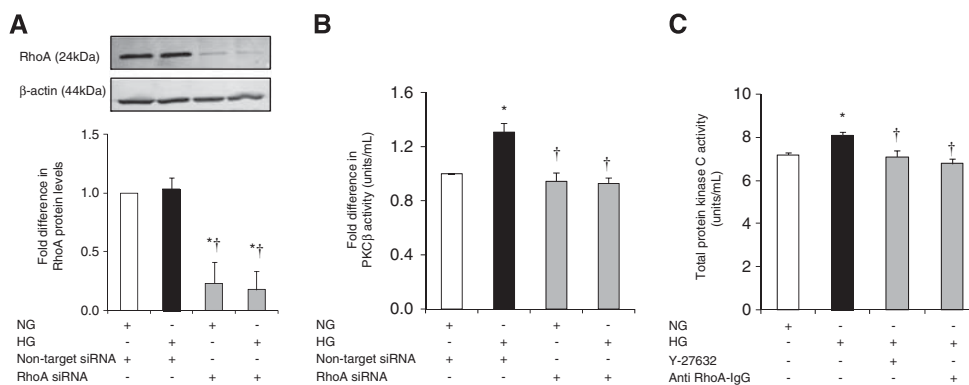 A
RhoA (24kDa)
β-actin (44kDa)
Fold difference in
RhoA protein levels
1.5
1.0
0.5
0.0
*† *†
NG + - + -
HG - + - +
Non-target siRNA + + - -
RhoA siRNA - - + +
B
Fold difference in
PKCβ activity (units/mL)
1.6
1.2
0.8
0.4
0.0
* † †
NG + - + -
HG - + - +
Non-target siRNA + + - -
RhoA siRNA - - + +
C
Total protein kinase C activity
(units/mL)
10
8
6
4
2
0
* † †
NG + - - -
HG - + + +
Y-27632 - - + -
Anti RhoA-IgG - - - +